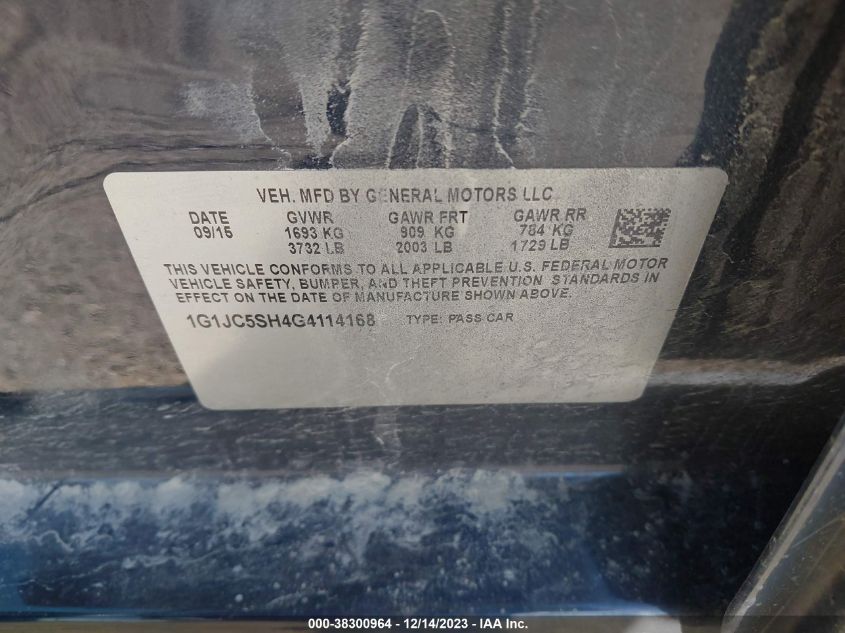 VEH. MFD BY GENERAL MOTORS LLC
DATE GVWR GAWR FRT GAWR RR
09/15 1693 KG 909 KG 784 KG
3732 LB 2003 LB 1729 LB
THIS VEHICLE CONFORMS TO ALL APPLICABLE U.S. FEDERAL MOTOR
VEHICLE SAFETY, BUMPER, AND THEFT PREVENTION STANDARDS IN
EFFECT ON THE DATE OF MANUFACTURE SHOWN ABOVE.
1G1JC5SH4G4114168 TYPE: PASS CAR
000-38300964 - 12/14/2023 - IAA Inc.